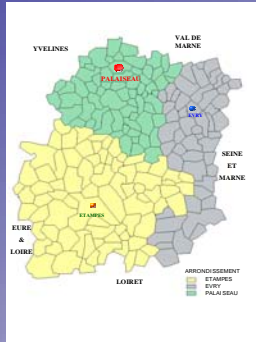 VAL DE
MARNE
YVELINES
PALAISEAU
EVRY
SEINE
ET
MARNE
ETAMPES
EURE
&
LOIRE
LOIRET
ARRONDISSEMENT
ETAMPES
EVRY
PALAISEAU